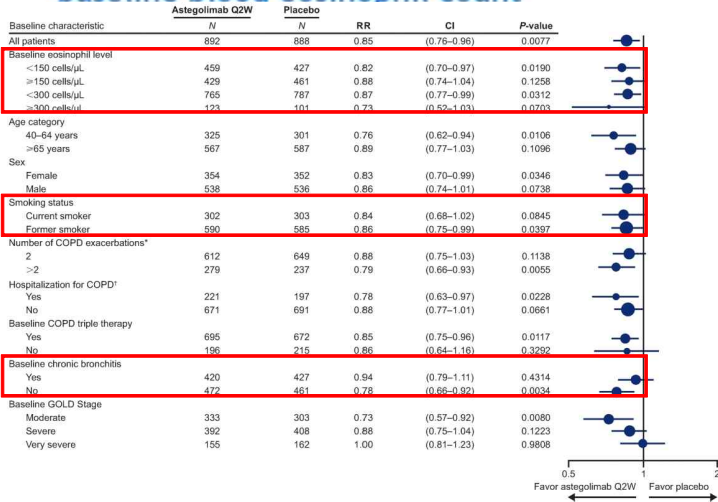 Baseline Blood Eosinophil Count
Astegolimab Q2W Placebo
Baseline characteristic N N RR CI P-value
All patients 892 888 0.85 (0.76–0.96) 0.0077
Baseline eosinophil level
<150 cells/μL 459 427 0.82 (0.70–0.97) 0.0190
≥150 cells/μL 429 461 0.88 (0.74–1.04) 0.1258
<300 cells/μL 765 787 0.87 (0.77–0.99) 0.0312
≥300 cells/μL 123 101 0.73 (0.52–1.03) 0.0703
Age category
40–64 years 325 301 0.76 (0.62–0.94) 0.0106
≥65 years 567 587 0.89 (0.77–1.03) 0.1096
Sex
Female 354 352 0.83 (0.70–0.99) 0.0346
Male 538 536 0.86 (0.74–1.01) 0.0738
Smoking status
Current smoker 302 303 0.84 (0.68–1.02) 0.0845
Former smoker 590 585 0.86 (0.75–0.99) 0.0397
Number of COPD exacerbations*
2 612 649 0.88 (0.75–1.03) 0.1138
>2 279 237 0.79 (0.66–0.93) 0.0055
Hospitalization for COPD†
Yes 221 197 0.78 (0.63–0.97) 0.0228
No 671 691 0.88 (0.77–1.01) 0.0661
Baseline COPD triple therapy
Yes 695 672 0.85 (0.75–0.96) 0.0117
No 196 215 0.86 (0.64–1.16) 0.3292
Baseline chronic bronchitis
Yes 420 427 0.94 (0.79–1.11) 0.4314
No 472 461 0.78 (0.66–0.92) 0.0034
Baseline GOLD Stage
Moderate 333 303 0.73 (0.57–0.92) 0.0080
Severe 392 408 0.88 (0.75–1.04) 0.1223
Very severe 155 162 1.00 (0.81–1.23) 0.9808
0.5 1 2
Favor astegolimab Q2W Favor placebo